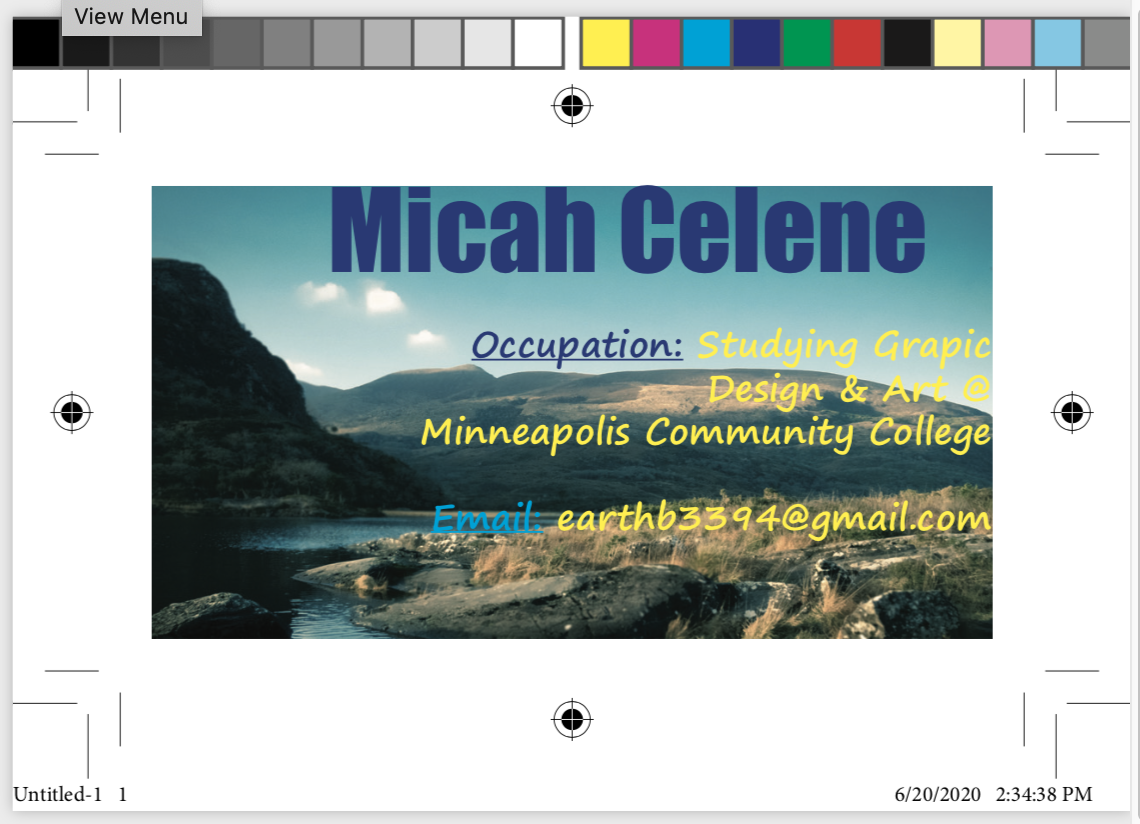 View Menu
Micah Celene
Occupation: Studying Grapic
Design & Art @
Minneapolis Community College
Email: earthb3394@gmail.com
Untitled-1 1
6/20/2020 2:34:38 PM